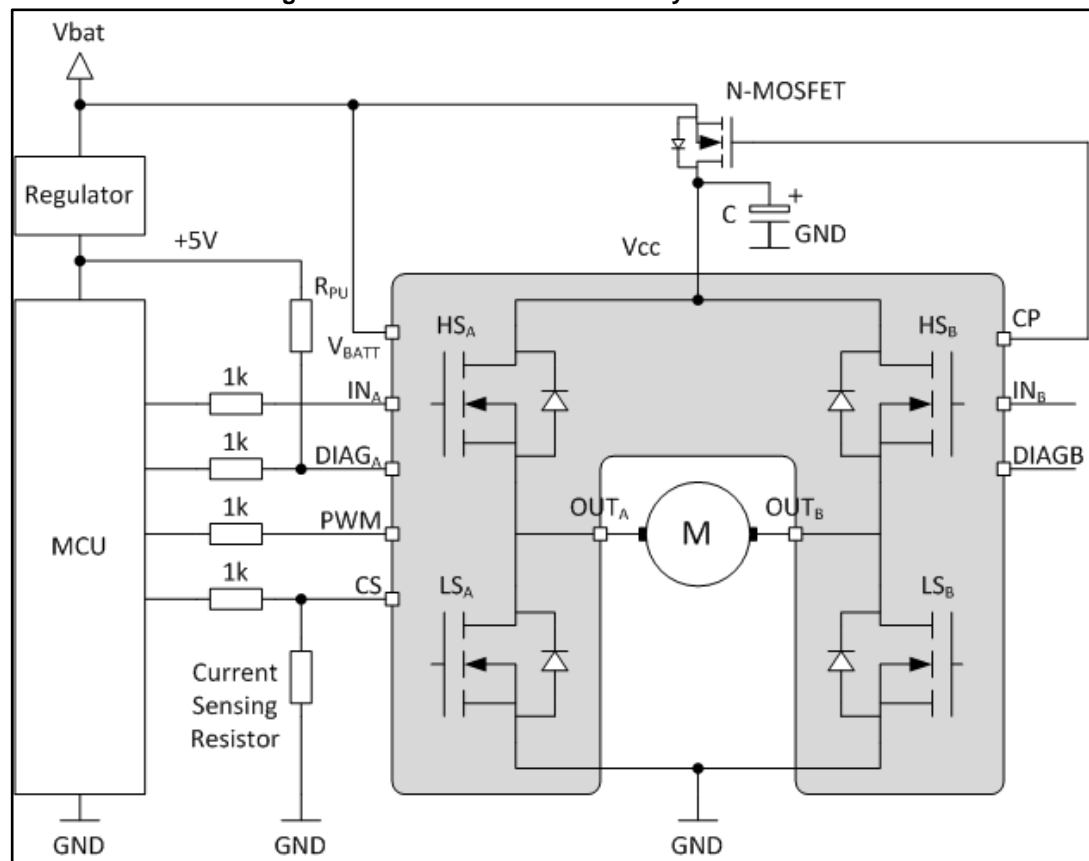 Vbat
N-MOSFET
Regulator
C
+
GND
+5V
Vcc
RPU
HSA
HSB
CP
VBATT
1k
INA
INB
1k
DIAGA
DIAGB
OUTA
OUTB
M
1k
PWM
MCU
1k
CS
LSA
LSB
Current
Sensing
Resistor
GND
GND
GND